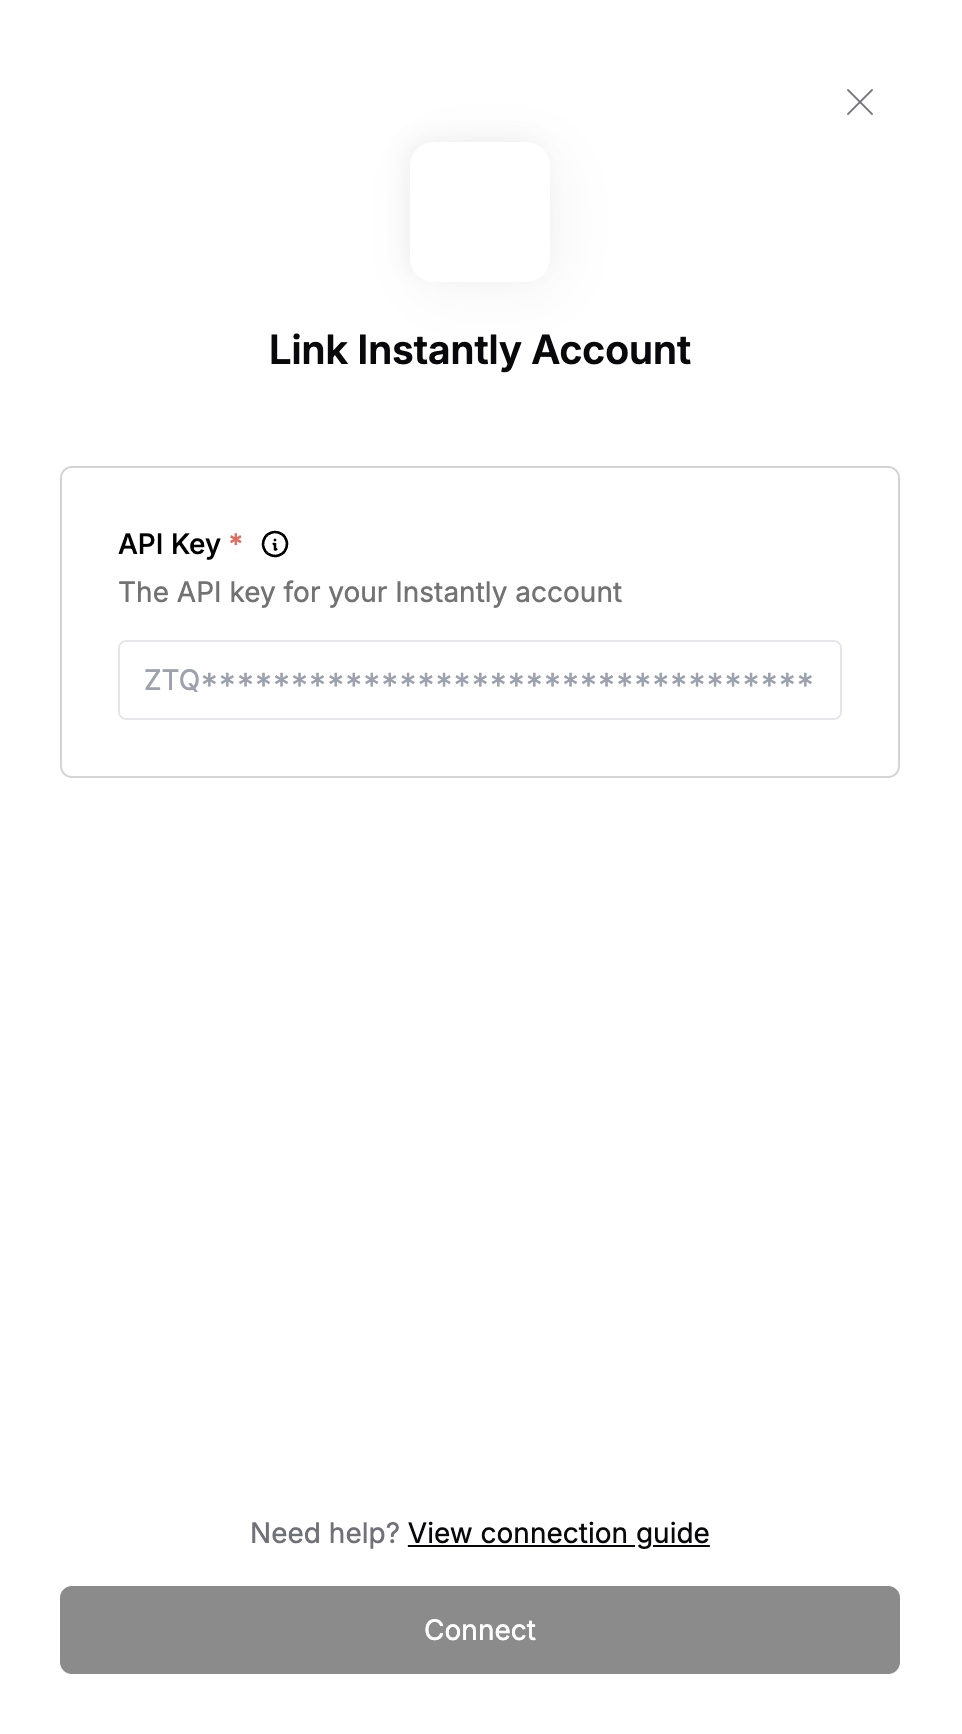 Link Instantly Account
API Key *
The API key for your Instantly account
ZTQ**********************************
Need help? View connection guide
Connect